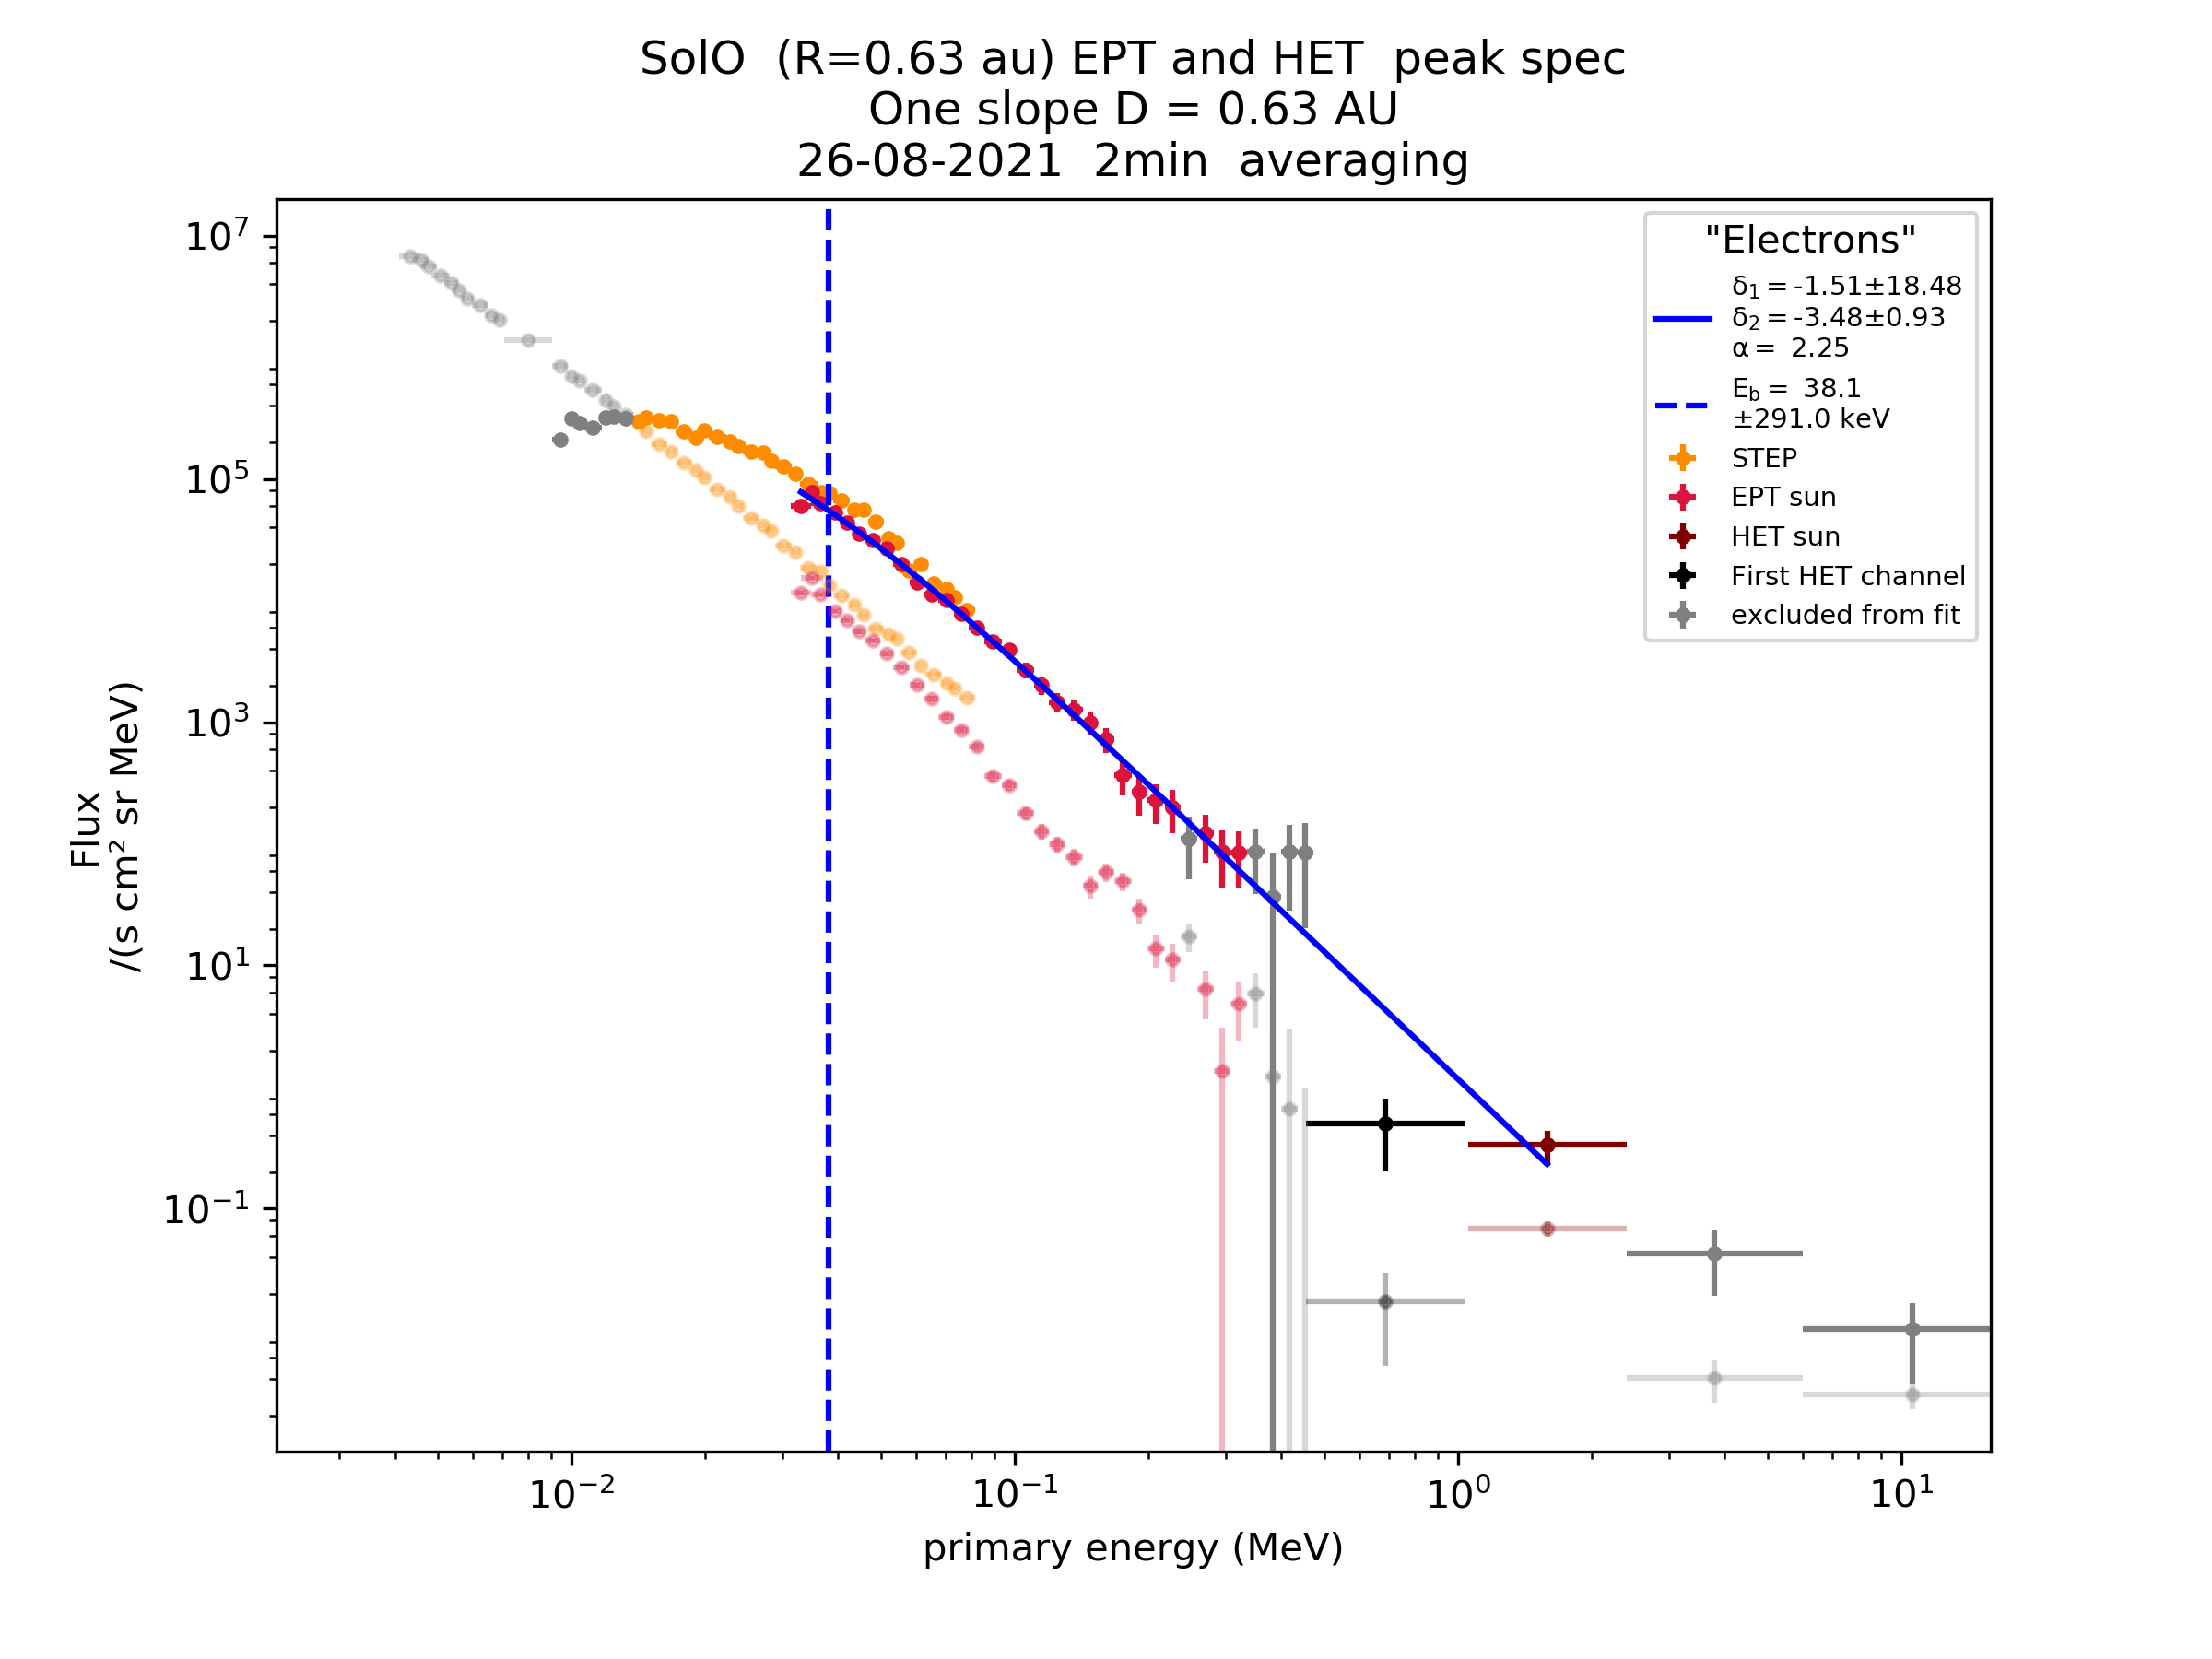 SolO  (R=0.63 au) EPT and HET  peak spec
One slope D = 0.63 AU
26-08-2021  2min  averaging
"Electrons"
δ₁ = -1.51±18.48
δ₂ = -3.48±0.93
α = 2.25
E_b = 38.1
±291.0 keV
STEP
EPT sun
HET sun
First HET channel
excluded from fit
Flux
/(s cm² sr MeV)
10⁷
10⁵
10³
10¹
10⁻¹
10⁻²
10⁻¹
10⁰
10¹
primary energy (MeV)